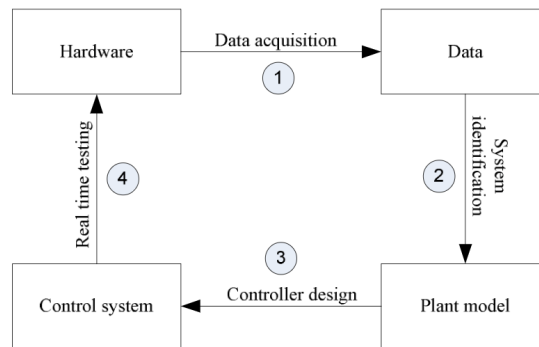 Hardware
Data acquisition
1
Data
Real time testing
4
2
System
identification
3
Control system
Controller design
Plant model